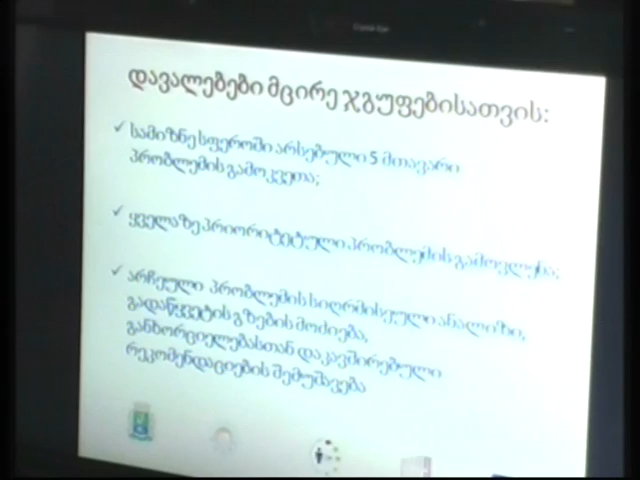 დავალებები მცირე ჯგუფებისათვის:
✓ სამიზნე სფეროში არსებული 5 მთავარი
პრობლემის გამოკვეთა;
✓ ყველაზე პრიორიტეტული პრობლემის გამოვლენა;
✓ არჩეული პრობლემის სიღრმისეული ანალიზი,
გადაწყვეტის გზების მოძიება,
განხორციელებასთან დაკავშირებული
რეკომენდაციების შემუშავება